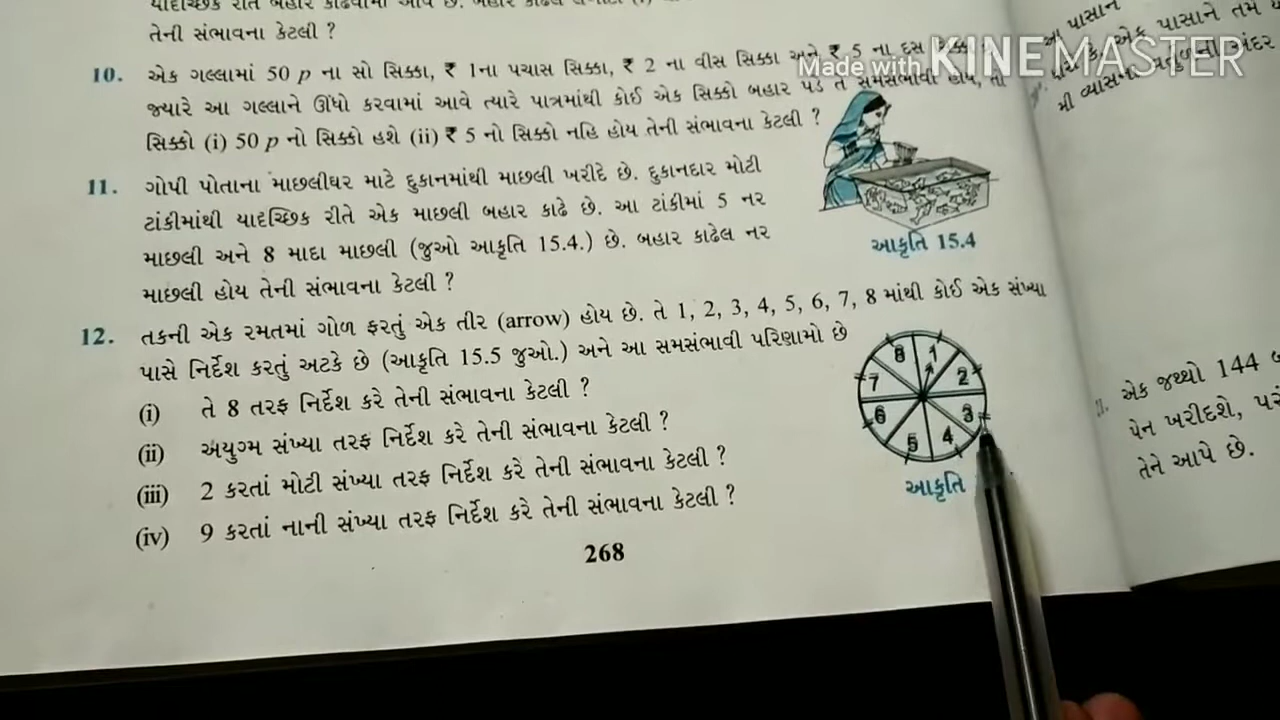 તેની સંભાવના કેટલી ?
10. એક ગલ્લામાં 50 p ના સો સિક્કા, ₹ 1ના પચાસ સિક્કા, ₹ 2 ના વીસ સિક્કા અને ₹ 5 ના દસ
જ્યારે આ ગલ્લાને ઊંધો કરવામાં આવે ત્યારે પાત્રમાંથી કોઈ એક સિક્કો બહાર પડે તે સમસંભાવી હોય, તો
સિક્કો (i) 50 p નો સિક્કો હશે (ii) ₹ 5 નો સિક્કો નહિ હોય તેની સંભાવના કેટલી ?
11. ગોપી પોતાના માછલીઘર માટે દુકાનમાંથી માછલી ખરીદે છે. દુકાનદાર મોટી
ટાંકીમાંથી યાદચ્છિક રીતે એક માછલી બહાર કાઢે છે. આ ટાંકીમાં 5 નર
માછલી અને 8 માદા માછલી (જુઓ આકૃતિ 15.4.) છે. બહાર કાઢેલ નર
માછલી હોય તેની સંભાવના કેટલી ?
આકૃતિ 15.4
12. તકની એક રમતમાં ગોળ ફરતું એક તીર (arrow) હોય છે. તે 1, 2, 3, 4, 5, 6, 7, 8 માંથી કોઈ એક સંખ્યા
પાસે નિર્દેશ કરતું અટકે છે (આકૃતિ 15.5 જુઓ.) અને આ સમસંભાવી પરિણામો છે
(i) તે 8 તરફ નિર્દેશ કરે તેની સંભાવના કેટલી ?
(ii) અયુગ્મ સંખ્યા તરફ નિર્દેશ કરે તેની સંભાવના કેટલી ?
(iii) 2 કરતાં મોટી સંખ્યા તરફ નિર્દેશ કરે તેની સંભાવના કેટલી ?
(iv) 9 કરતાં નાની સંખ્યા તરફ નિર્દેશ કરે તેની સંભાવના કેટલી ?
8 1
7 2
6 3
5 4
આકૃતિ
268
Made with KINEMASTER
આ પાસાને
એક પાસાને તમે
એક જથ્થો 144
પેન ખરીદશે,
તેને આપે છે.